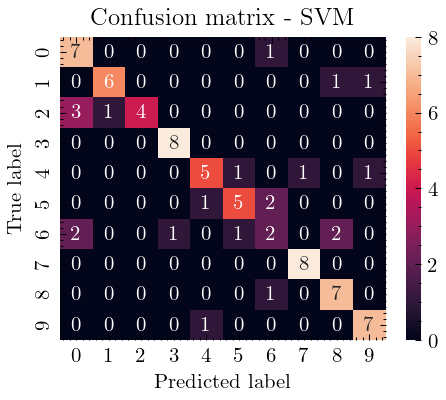 Confusion matrix - SVM
True label
0 7 0 0 0 0 0 1 0 0 0
1 0 6 0 0 0 0 0 0 1 1
2 3 1 4 0 0 0 0 0 0 0
3 0 0 0 8 0 0 0 0 0 0
4 0 0 0 0 5 1 0 1 0 1
5 0 0 0 0 1 5 2 0 0 0
6 2 0 0 1 0 1 2 0 2 0
7 0 0 0 0 0 0 0 8 0 0
8 0 0 0 0 0 0 1 0 7 0
9 0 0 0 0 1 0 0 0 0 7
0 1 2 3 4 5 6 7 8 9
Predicted label
8
6
4
2
0